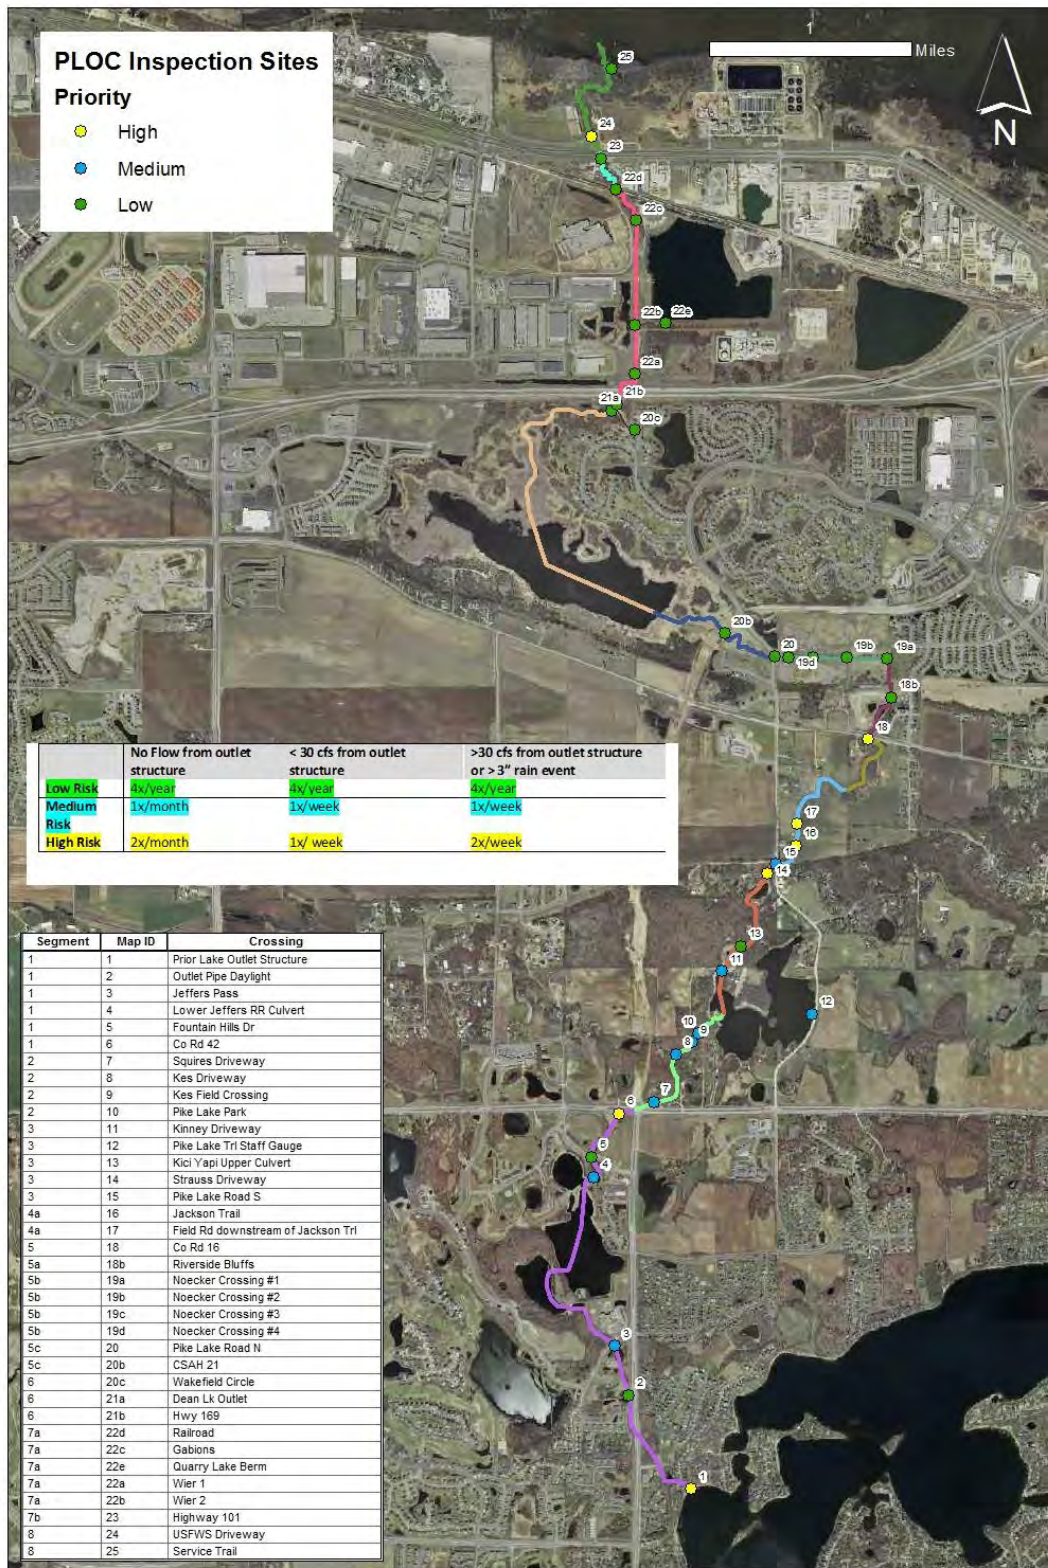 PLOC Inspection Sites
Priority
High
Medium
Low
1
Miles
N
25
24
23
22d
22c
22b 22e
22a
21b
21a
20c
20b
20 19b 19a
19d
18b
18
17
16
15
14
13
11
12
10
9
8
7
6
5
4
3
2
1
No Flow from outlet structure
< 30 cfs from outlet structure
>30 cfs from outlet structure or > 3" rain event
Low Risk 4x/year 4x/year 4x/year
Medium Risk 1x/month 1x/week 1x/week
High Risk 2x/month 1x/ week 2x/week
Segment Map ID Crossing
1 1 Prior Lake Outlet Structure
1 2 Outlet Pipe Daylight
1 3 Jeffers Pass
1 4 Lower Jeffers RR Culvert
1 5 Fountain Hills Dr
1 6 Co Rd 42
2 7 Squires Driveway
2 8 Kes Driveway
2 9 Kes Field Crossing
2 10 Pike Lake Park
3 11 Kinney Driveway
3 12 Pike Lake Trl Staff Gauge
3 13 Kici Yapi Upper Culvert
3 14 Strauss Driveway
3 15 Pike Lake Road S
4a 16 Jackson Trail
4a 17 Field Rd downstream of Jackson Trl
5 18 Co Rd 16
5a 18b Riverside Bluffs
5b 19a Noecker Crossing #1
5b 19b Noecker Crossing #2
5b 19c Noecker Crossing #3
5b 19d Noecker Crossing #4
5c 20 Pike Lake Road N
5c 20b CSAH 21
6 20c Wakefield Circle
6 21a Dean Lk Outlet
6 21b Hwy 169
7a 22d Railroad
7a 22c Gabions
7a 22e Quarry Lake Berm
7a 22a Wier 1
7a 22b Wier 2
7b 23 Highway 101
8 24 USFWS Driveway
8 25 Service Trail